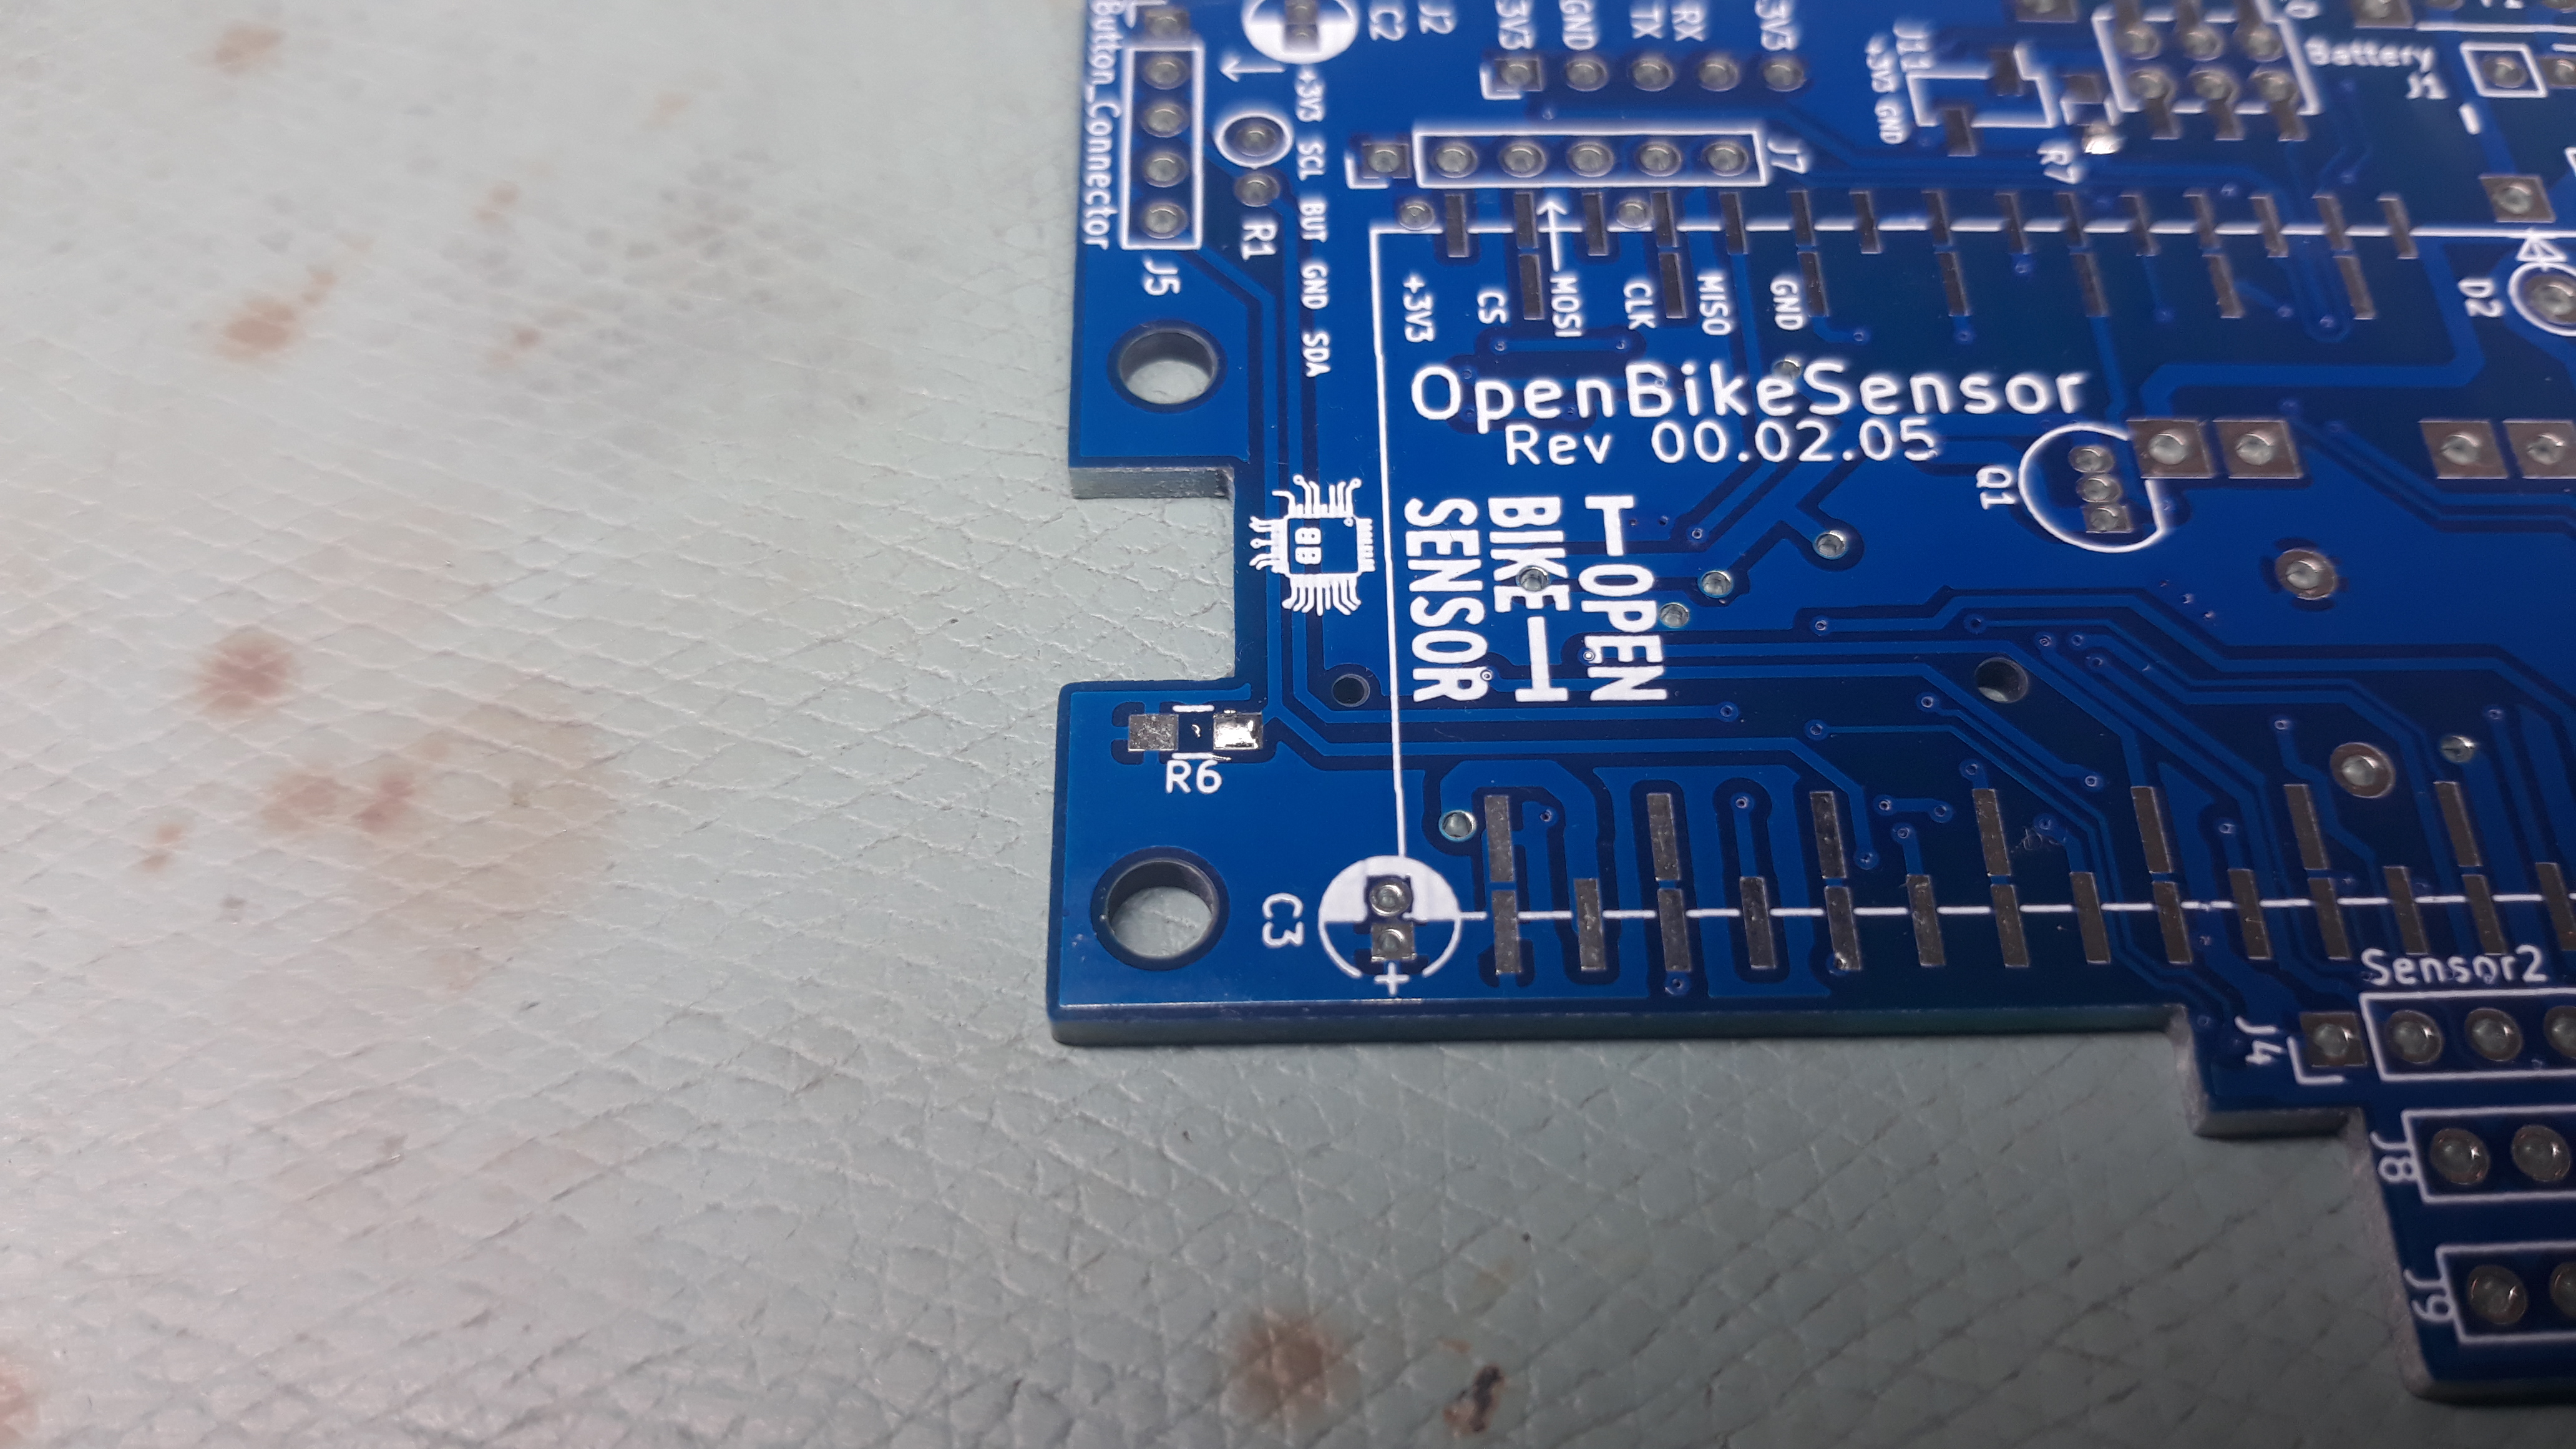 Button_Connector
C2
J2
3V3
GND
TX
RX
3V3
J13
+3V3 GND
Battery
J1
+3V3 SCL BUT GND SDA
R1
J5
J7
R7
+3V3
CS
MOSI
CLK
MISO
GND
D2
OpenBikeSensor
Rev 00.02.05
Q1
OPEN
BIKE
SENSOR
R6
C3
+
Sensor2
J4
J8
J9